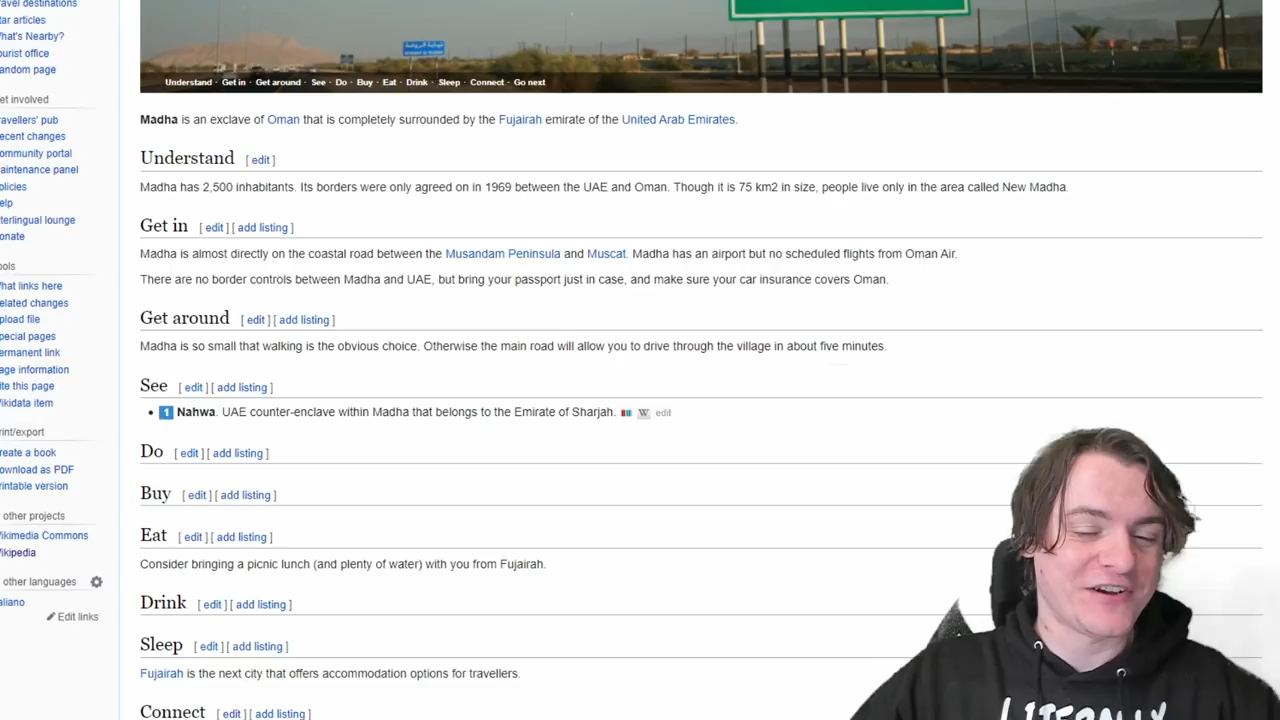 ravel destinations
tar articles
hat's Nearby?
ourist office
andom page
et involved
ravellers' pub
ecent changes
ommunity portal
aintenance panel
olicies
elp
terlingual lounge
onate
ools
hat links here
elated changes
pload file
pecial pages
ermanent link
age information
ite this page
ikidata item
rint/export
reate a book
ownload as PDF
rintable version
other projects
ikimedia Commons
ikipedia
other languages
aliano
Edit links
Understand · Get in · Get around · See · Do · Buy · Eat · Drink · Sleep · Connect · Go next
Madha is an exclave of Oman that is completely surrounded by the Fujairah emirate of the United Arab Emirates.
Understand [ edit ]
Madha has 2,500 inhabitants. Its borders were only agreed on in 1969 between the UAE and Oman. Though it is 75 km2 in size, people live only in the area called New Madha.
Get in [ edit ] [ add listing ]
Madha is almost directly on the coastal road between the Musandam Peninsula and Muscat. Madha has an airport but no scheduled flights from Oman Air.
There are no border controls between Madha and UAE, but bring your passport just in case, and make sure your car insurance covers Oman.
Get around [ edit ] [ add listing ]
Madha is so small that walking is the obvious choice. Otherwise the main road will allow you to drive through the village in about five minutes.
See [ edit ] [ add listing ]
• 1 Nahwa. UAE counter-enclave within Madha that belongs to the Emirate of Sharjah. W edit
Do [ edit ] [ add listing ]
Buy [ edit ] [ add listing ]
Eat [ edit ] [ add listing ]
Consider bringing a picnic lunch (and plenty of water) with you from Fujairah.
Drink [ edit ] [ add listing ]
Sleep [ edit ] [ add listing ]
Fujairah is the next city that offers accommodation options for travellers.
Connect [ edit ] [ add listing ]
LITERALLY